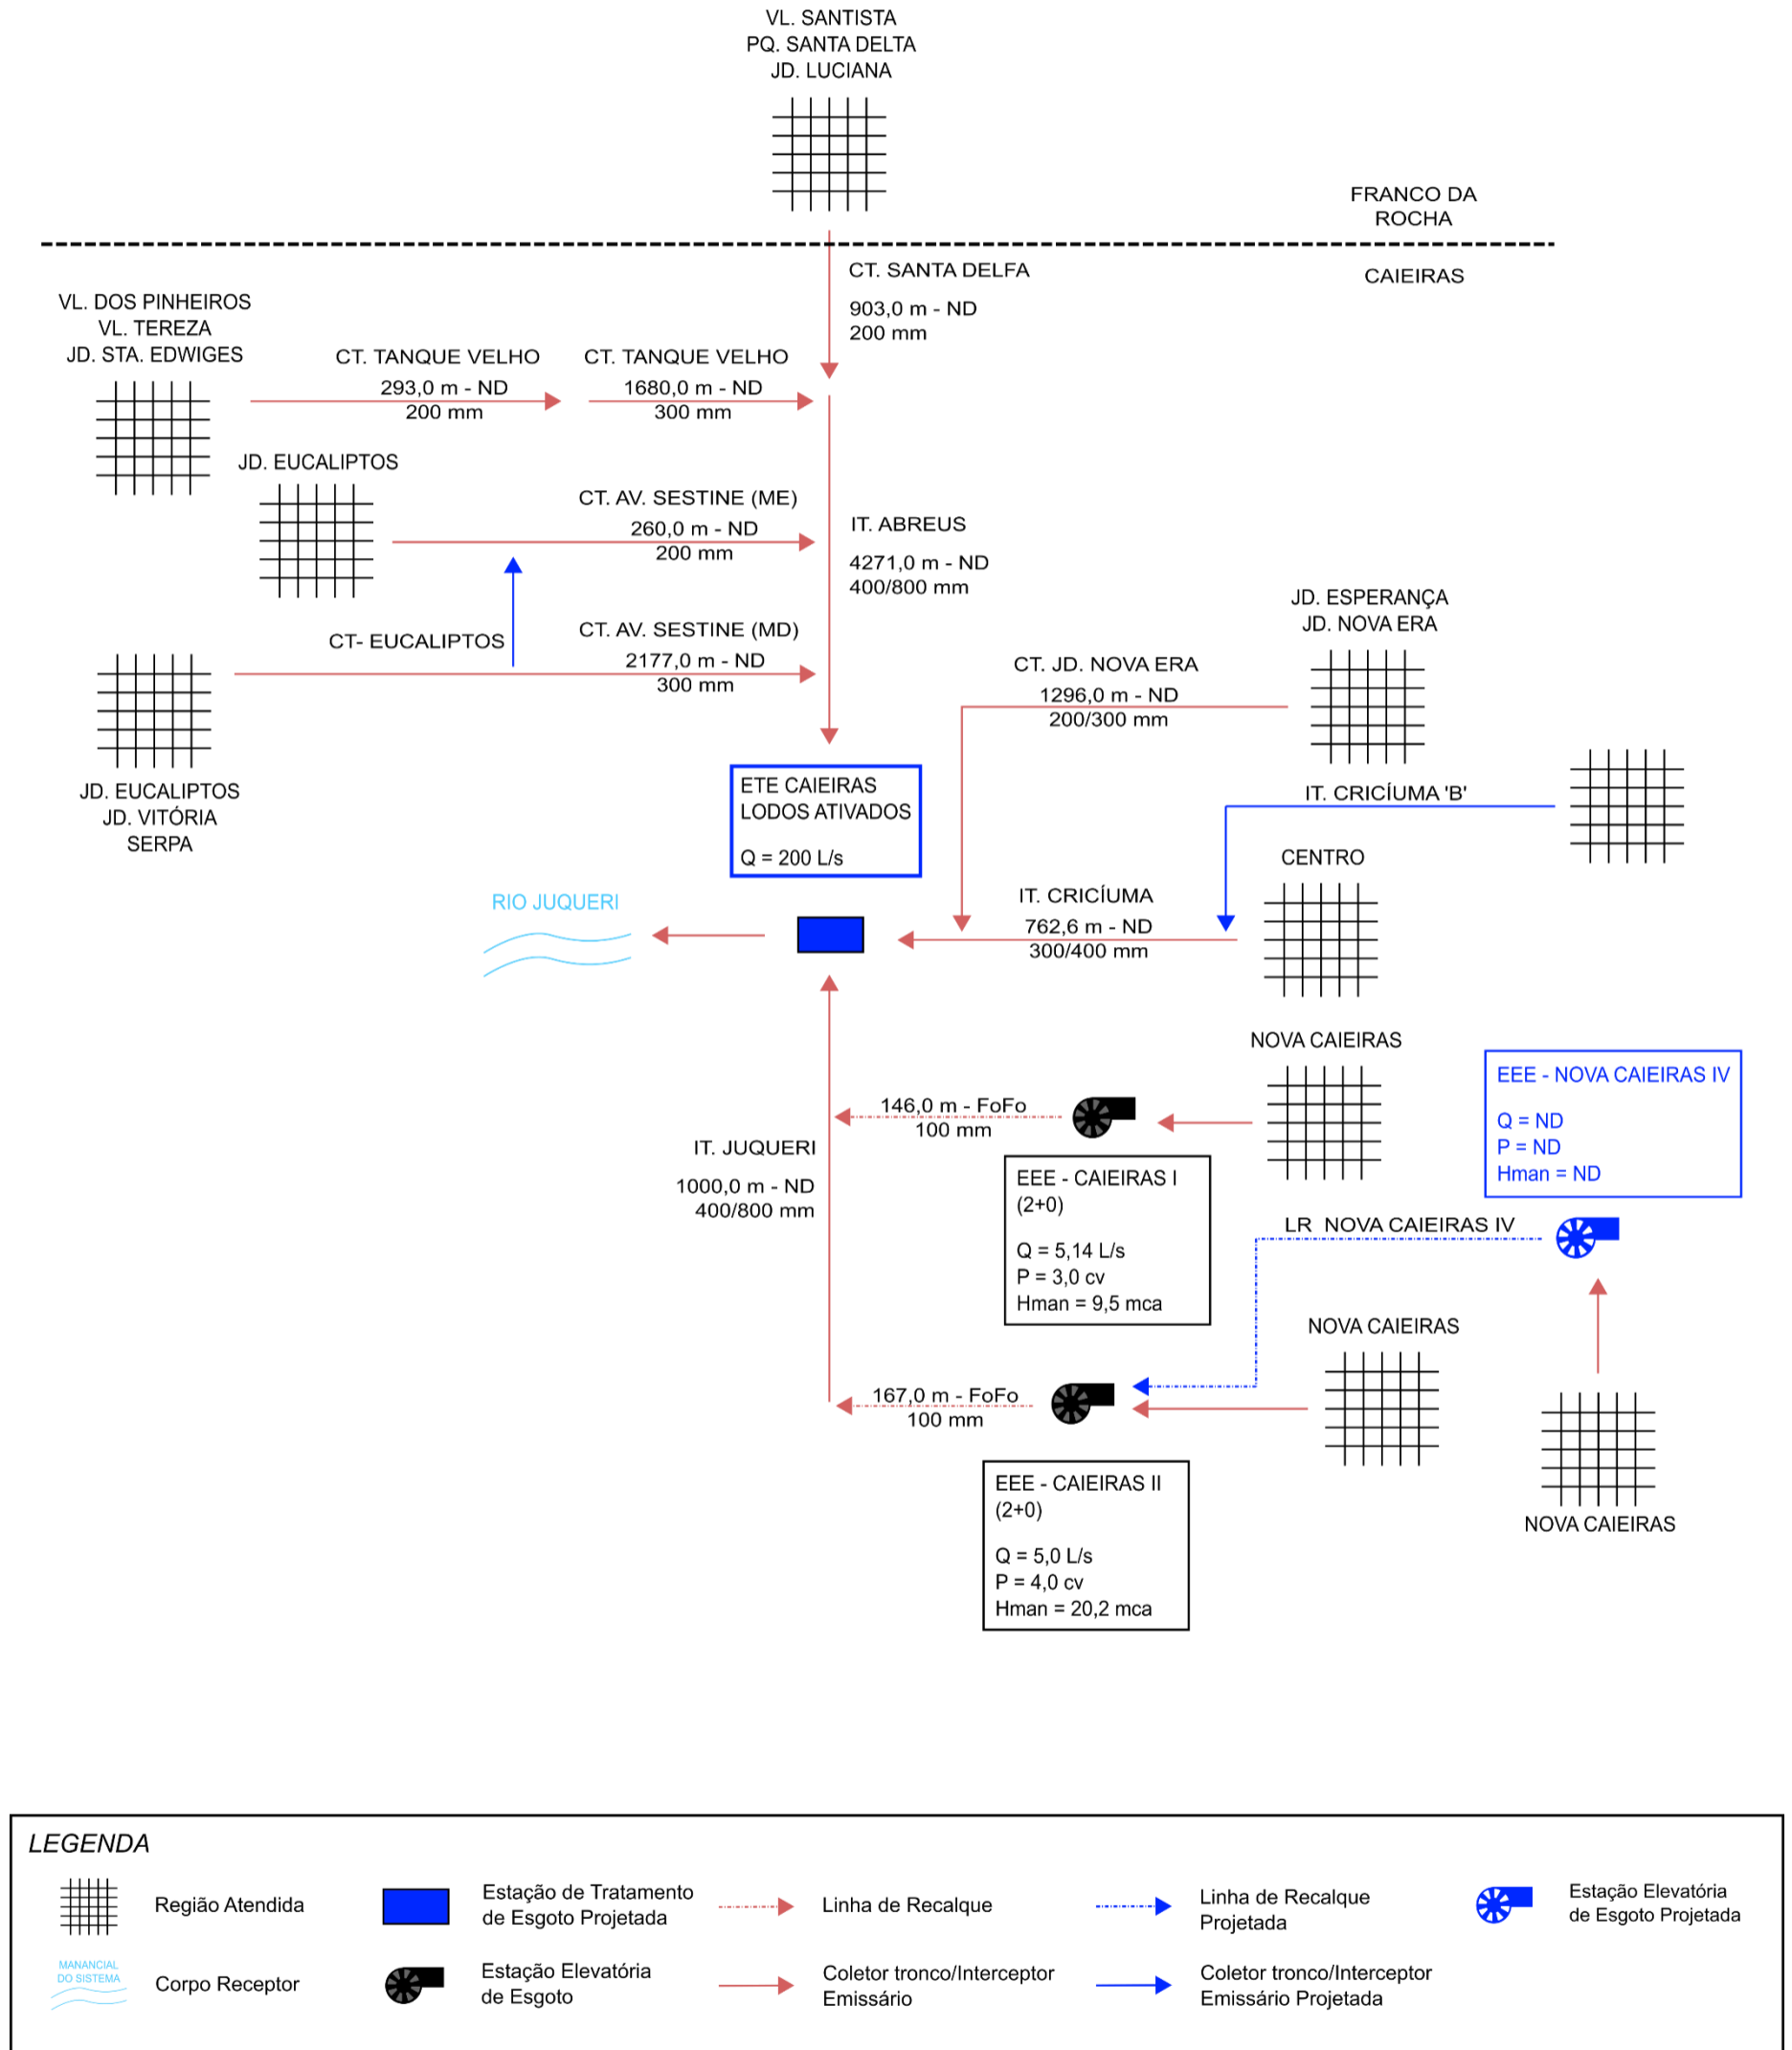 VL. SANTISTA
PQ. SANTA DELTA
JD. LUCIANA
FRANCO DA
ROCHA
CAIEIRAS
CT. SANTA DELFA
903,0 m - ND
200 mm
VL. DOS PINHEIROS
VL. TEREZA
JD. STA. EDWIGES
CT. TANQUE VELHO
293,0 m - ND
200 mm
CT. TANQUE VELHO
1680,0 m - ND
300 mm
JD. EUCALIPTOS
CT. AV. SESTINE (ME)
260,0 m - ND
200 mm
IT. ABREUS
4271,0 m - ND
400/800 mm
CT- EUCALIPTOS
CT. AV. SESTINE (MD)
2177,0 m - ND
300 mm
JD. EUCALIPTOS
JD. VITÓRIA
SERPA
JD. ESPERANÇA
JD. NOVA ERA
CT. JD. NOVA ERA
1296,0 m - ND
200/300 mm
ETE CAIEIRAS
LODOS ATIVADOS
Q = 200 L/s
IT. CRICÍUMA 'B'
CENTRO
IT. CRICÍUMA
762,6 m - ND
300/400 mm
RIO JUQUERI
NOVA CAIEIRAS
146,0 m - FoFo
100 mm
EEE - NOVA CAIEIRAS IV
Q = ND
P = ND
Hman = ND
IT. JUQUERI
1000,0 m - ND
400/800 mm
EEE - CAIEIRAS I
(2+0)
Q = 5,14 L/s
P = 3,0 cv
Hman = 9,5 mca
LR NOVA CAIEIRAS IV
NOVA CAIEIRAS
167,0 m - FoFo
100 mm
EEE - CAIEIRAS II
(2+0)
Q = 5,0 L/s
P = 4,0 cv
Hman = 20,2 mca
NOVA CAIEIRAS
LEGENDA
Região Atendida
Estação de Tratamento
de Esgoto Projetada
Linha de Recalque
Linha de Recalque
Projetada
Estação Elevatória
de Esgoto Projetada
MANANCIAL
DO SISTEMA
Corpo Receptor
Estação Elevatória
de Esgoto
Coletor tronco/Interceptor
Emissário
Coletor tronco/Interceptor
Emissário Projetada